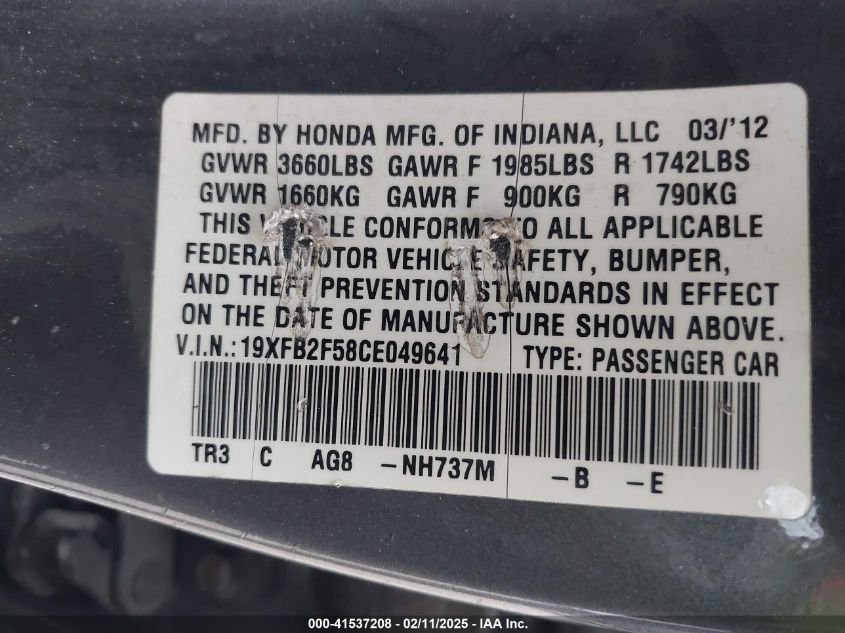 MFD. BY HONDA MFG. OF INDIANA, LLC 03/'12
GVWR 3660LBS GAWR F 1985LBS R 1742LBS
GVWR 1660KG GAWR F 900KG R 790KG
THIS VEHICLE CONFORMS TO ALL APPLICABLE
FEDERAL MOTOR VEHICLE SAFETY, BUMPER,
AND THEFT PREVENTION STANDARDS IN EFFECT
ON THE DATE OF MANUFACTURE SHOWN ABOVE.
V.I.N.: 19XFB2F58CE049641 TYPE: PASSENGER CAR
TR3 C AG8 -NH737M -B -E
000-41537208 - 02/11/2025 - IAA Inc.